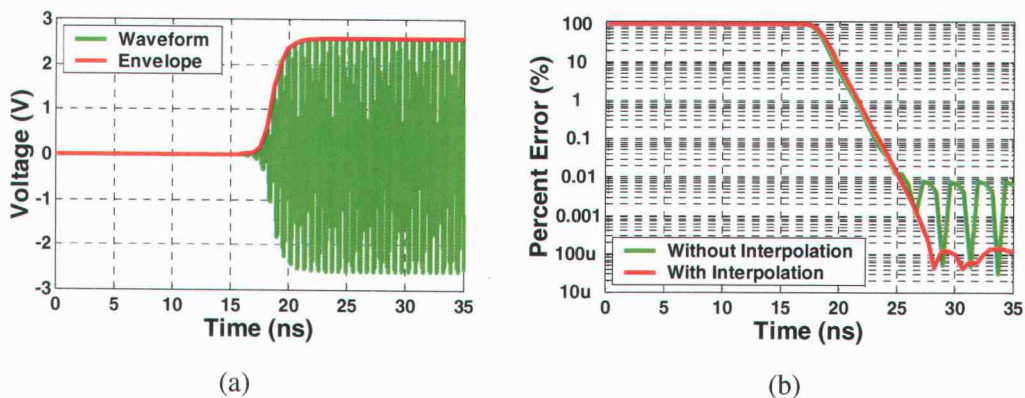 3
2
1
0
-1
-2
-3
Voltage (V)
Waveform
Envelope
0 5 10 15 20 25 30 35
Time (ns)
(a)
100
10
1
0.1
0.01
0.001
100u
10u
Percent Error (%)
Without Interpolation
With Interpolation
0 5 10 15 20 25 30 35
Time (ns)
(b)